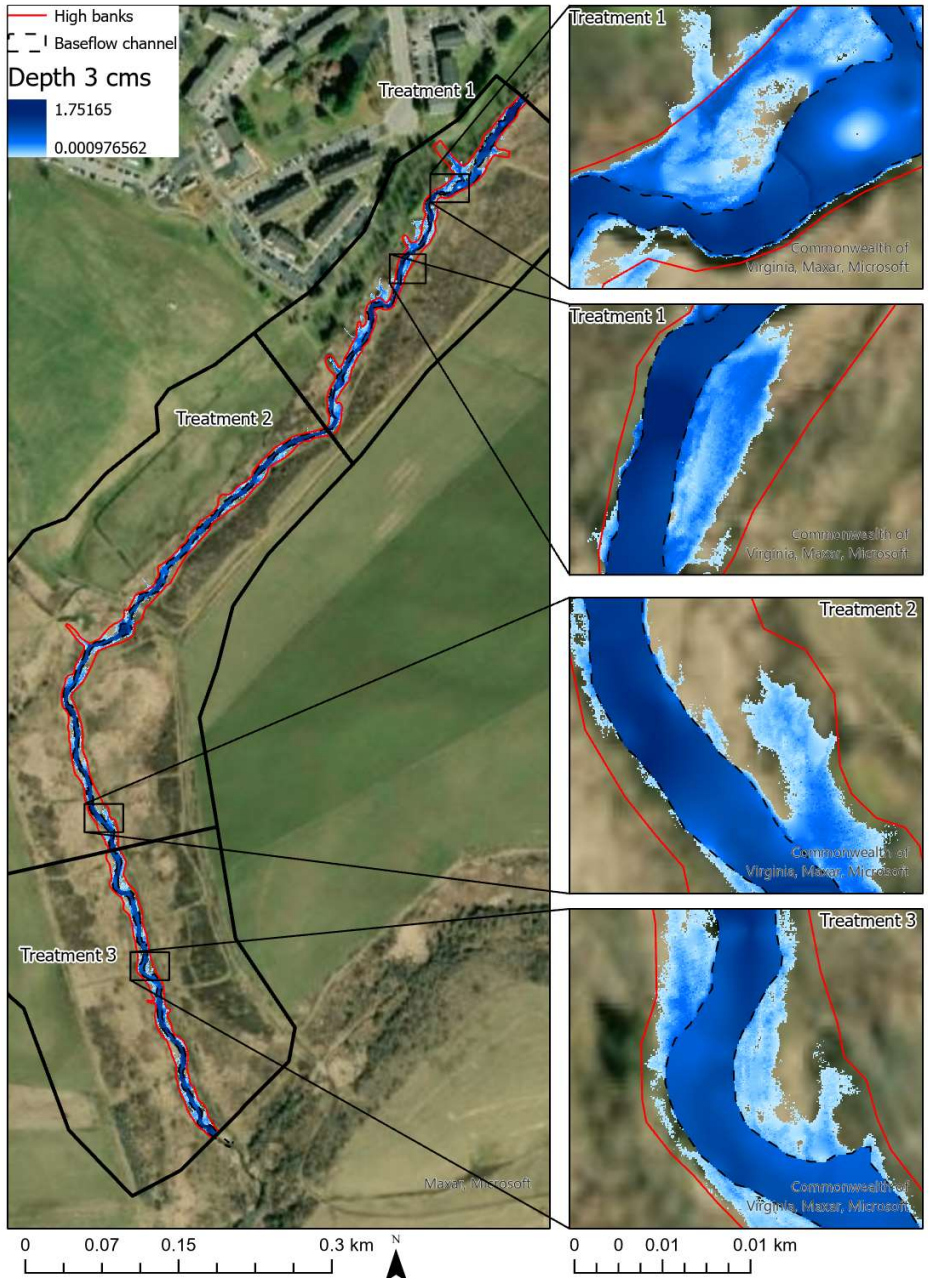 High banks
Baseflow channel
Depth 3 cms
1.75165
0.000976562
Treatment 1
Treatment 2
Treatment 3
Maxar, Microsoft
0 0.07 0.15 0.3 km
N
Treatment 1
Commonwealth of
Virginia, Maxar, Microsoft
Treatment 1
Commonwealth of
Virginia, Maxar, Microsoft
Treatment 2
Commonwealth of
Virginia, Maxar, Microsoft
Treatment 3
Commonwealth of
Virginia, Maxar, Microsoft
0 0 0.01 0.01 km